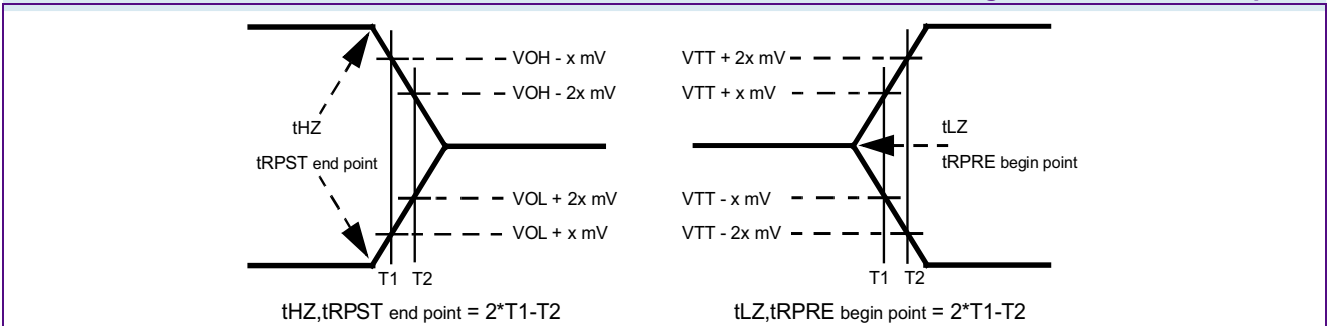 VOH - x mV
VOH - 2x mV
tHZ
tRPST end point
VOL + 2x mV
VOL + x mV
T1 T2
tHZ,tRPST end point = 2*T1-T2
VTT + 2x mV
VTT + x mV
tLZ
tRPRE begin point
VTT - x mV
VTT - 2x mV
T1 T2
tLZ,tRPRE begin point = 2*T1-T2